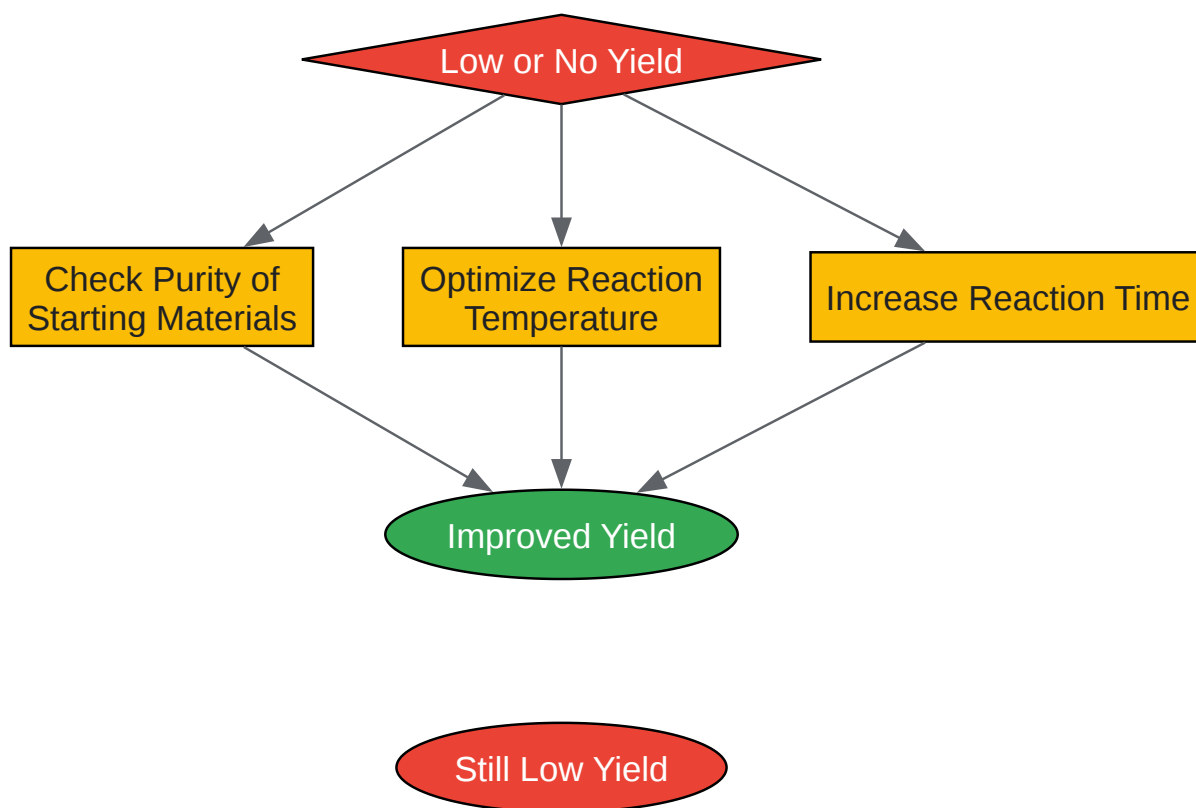 Low or No Yield
Check Purity of
Starting Materials
Optimize Reaction
Temperature
Increase Reaction Time
Improved Yield
Still Low Yield